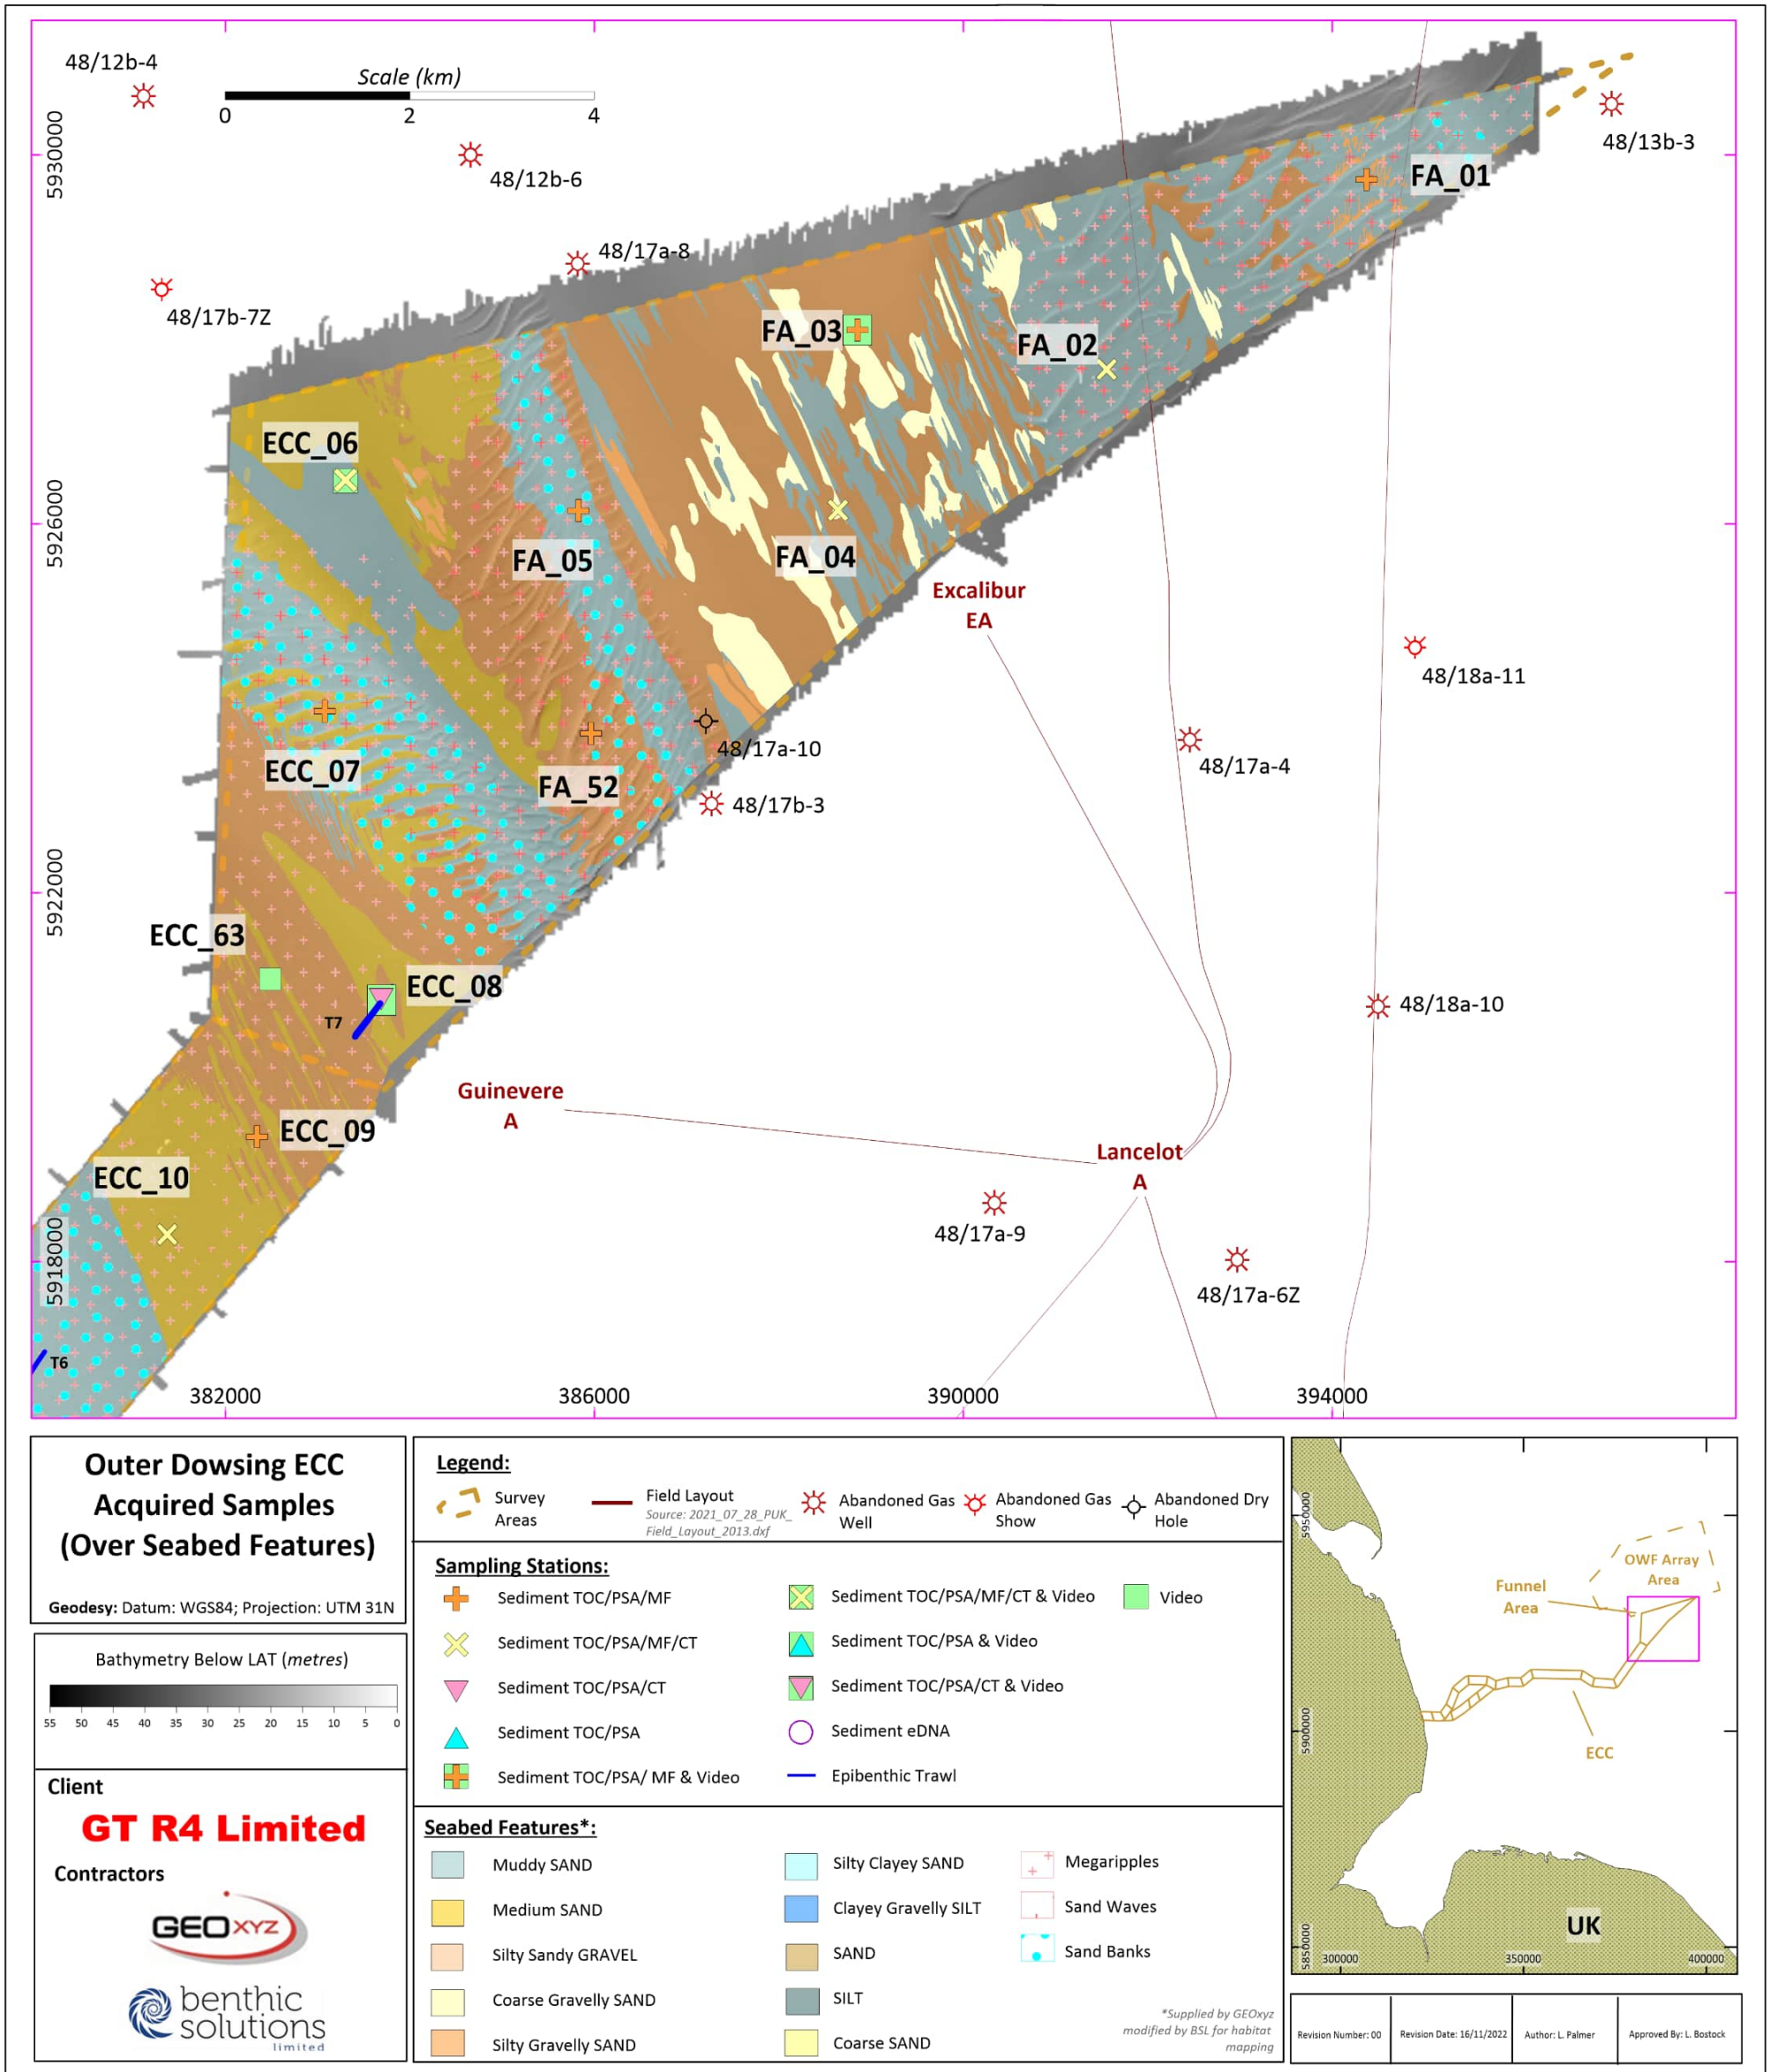 48/12b-4
Scale (km)
0 2 4
48/12b-6
48/13b-3
5930000
FA_01
48/17a-8
48/17b-7Z
FA_03
FA_02
ECC_06
5926000
FA_05
FA_04
Excalibur
EA
48/18a-11
48/17a-10
48/17a-4
ECC_07
FA_52
48/17b-3
5922000
ECC_63
ECC_08
T7
48/18a-10
Guinevere
A
ECC_09
Lancelot
A
ECC_10
48/17a-9
5918000
48/17a-6Z
T6
382000 386000 390000 394000
Outer Dowsing ECC
Acquired Samples
(Over Seabed Features)
Geodesy: Datum: WGS84; Projection: UTM 31N
Bathymetry Below LAT (metres)
55 50 45 40 35 30 25 20 15 10 5 0
Client
GT R4 Limited
Contractors
GEOXYZ
benthic
solutions
limited
Legend:
Survey
Areas
Field Layout
Source: 2021_07_28_PUK_
Field_Layout_2013.dxf
Abandoned Gas
Well
Abandoned Gas
Show
Abandoned Dry
Hole
Sampling Stations:
Sediment TOC/PSA/MF
Sediment TOC/PSA/MF/CT
Sediment TOC/PSA/CT
Sediment TOC/PSA
Sediment TOC/PSA/ MF & Video
Sediment TOC/PSA/MF/CT & Video
Sediment TOC/PSA & Video
Sediment TOC/PSA/CT & Video
Sediment eDNA
Epibenthic Trawl
Video
Seabed Features*:
Muddy SAND
Medium SAND
Silty Sandy GRAVEL
Coarse Gravelly SAND
Silty Gravelly SAND
Silty Clayey SAND
Clayey Gravelly SILT
SAND
SILT
Coarse SAND
Megaripples
Sand Waves
Sand Banks
*Supplied by GEOxyz
modified by BSL for habitat
mapping
5950000
OWF Array
Area
Funnel
Area
5900000
ECC
UK
5850000
300000 350000 400000
Revision Number: 00
Revision Date: 16/11/2022
Author: L. Palmer
Approved By: L. Bostock